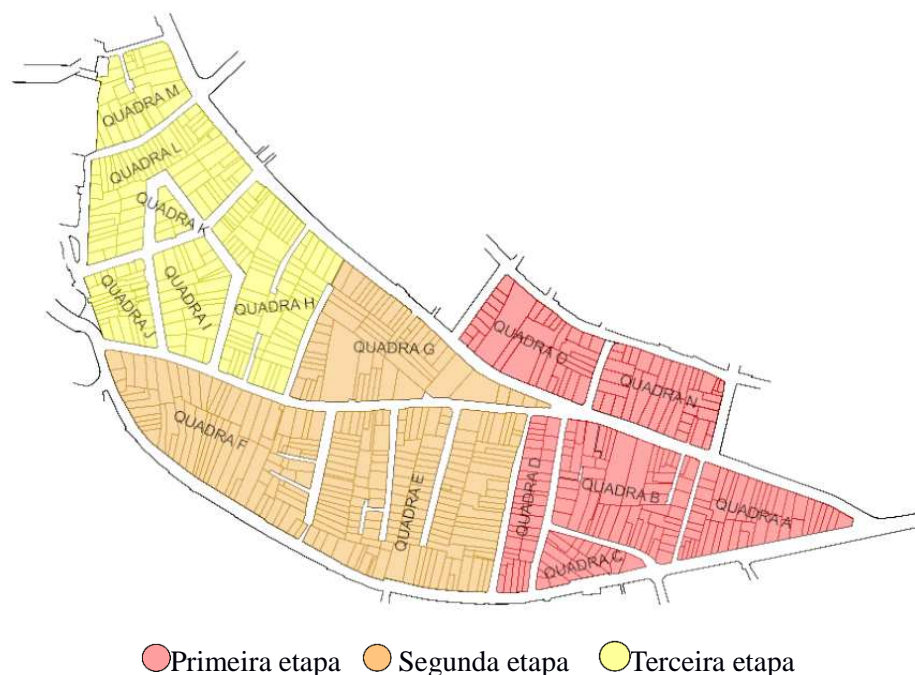 QUADRA M
QUADRA L
QUADRA K
QUADRA J
QUADRA I
QUADRA H
QUADRA G
QUADRA O
QUADRA N
QUADRA F
QUADRA E
QUADRA D
QUADRA B
QUADRA A
QUADRA C
Primeira etapa Segunda etapa Terceira etapa